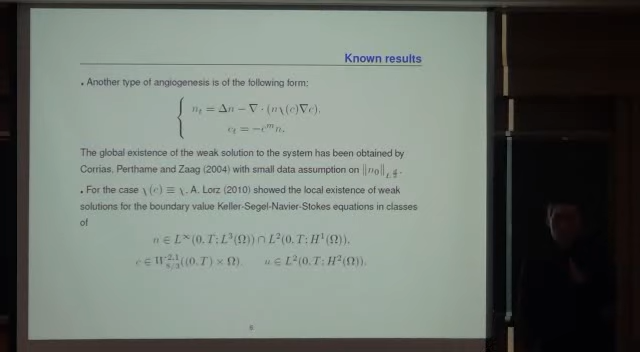 Known results
• Another type of angiogenesis is of the following form:
n_t = Δn − ∇ · (nχ(c)∇c),
c_t = −c^m n.
The global existence of the weak solution to the system has been obtained by
Corrias, Perthame and Zaag (2004) with small data assumption on ‖n_0‖_{L^{d/2}}.
• For the case χ(c) ≡ χ, A. Lorz (2010) showed the local existence of weak
solutions for the boundary value Keller-Segel-Navier-Stokes equations in classes
of
n ∈ L^∞(0, T; L^3(Ω)) ∩ L^2(0, T; H^1(Ω)),
c ∈ W^{2,1}((0, T) × Ω), u ∈ L^2(0, T; H^2(Ω)).